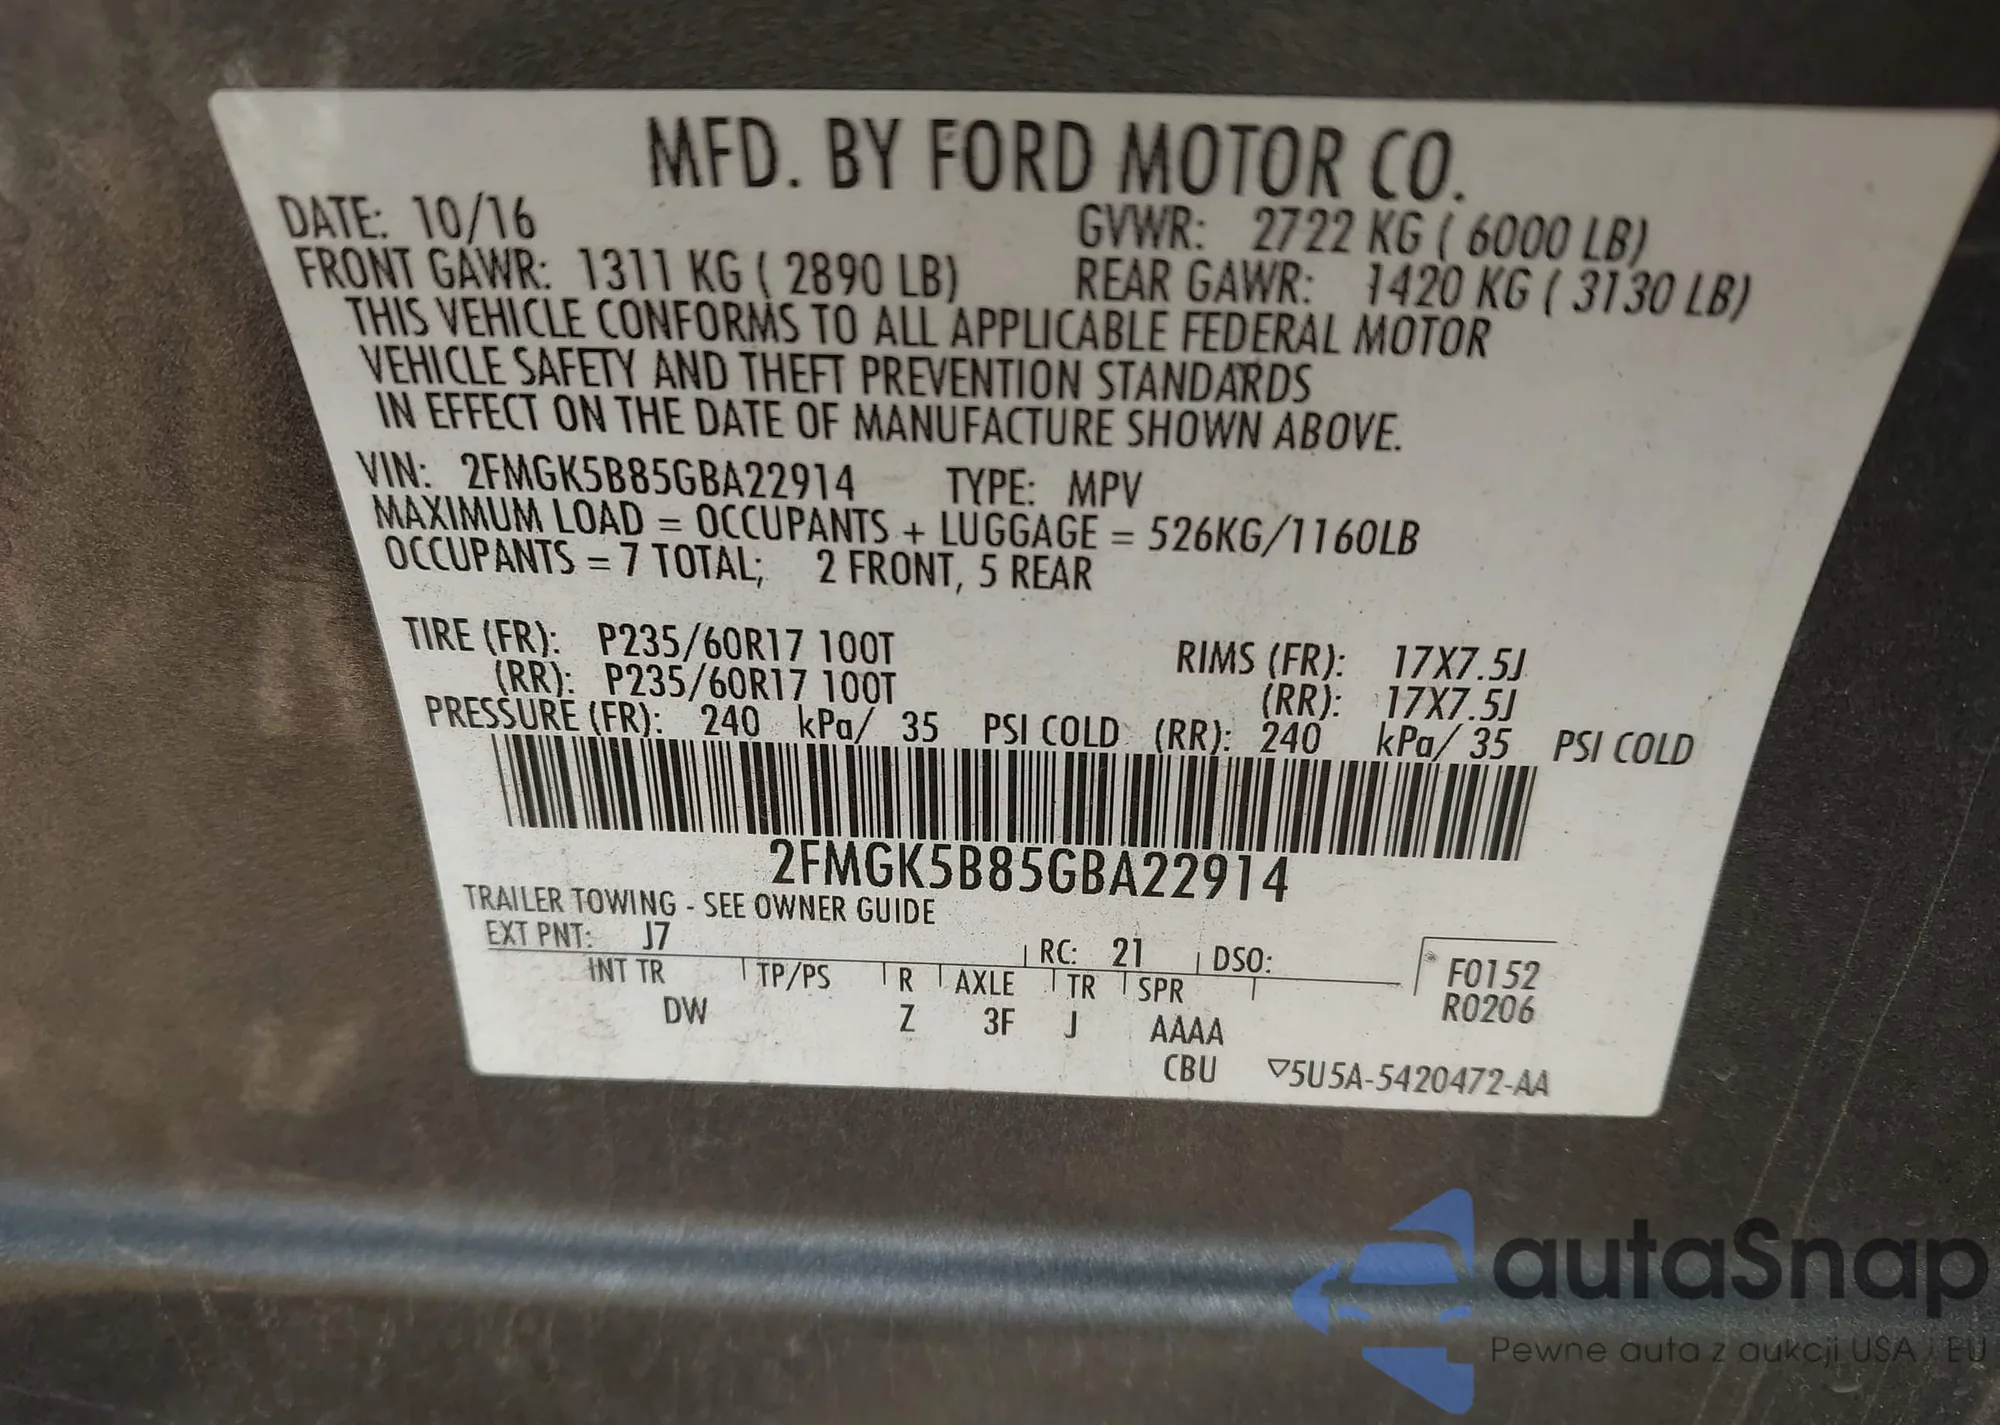 MFD. BY FORD MOTOR CO.
DATE: 10/16 GVWR: 2722 KG ( 6000 LB)
FRONT GAWR: 1311 KG ( 2890 LB) REAR GAWR: 1420 KG ( 3130 LB)
THIS VEHICLE CONFORMS TO ALL APPLICABLE FEDERAL MOTOR
VEHICLE SAFETY AND THEFT PREVENTION STANDARDS
IN EFFECT ON THE DATE OF MANUFACTURE SHOWN ABOVE.
VIN: 2FMGK5B85GBA22914 TYPE: MPV
MAXIMUM LOAD = OCCUPANTS + LUGGAGE = 526KG/1160LB
OCCUPANTS = 7 TOTAL; 2 FRONT, 5 REAR
TIRE (FR): P235/60R17 100T RIMS (FR): 17X7.5J
(RR): P235/60R17 100T (RR): 17X7.5J
PRESSURE (FR): 240 kPa/ 35 PSI COLD (RR): 240 kPa/ 35 PSI COLD
2FMGK5B85GBA22914
TRAILER TOWING - SEE OWNER GUIDE
EXT PNT: J7 RC: 21 DSO: F0152
INT TR TP/PS R AXLE TR SPR R0206
DW Z 3F J AAAA
CBU ▽5U5A-5420472-AA
autaSnap
Pewne auta z aukcji USA i EU